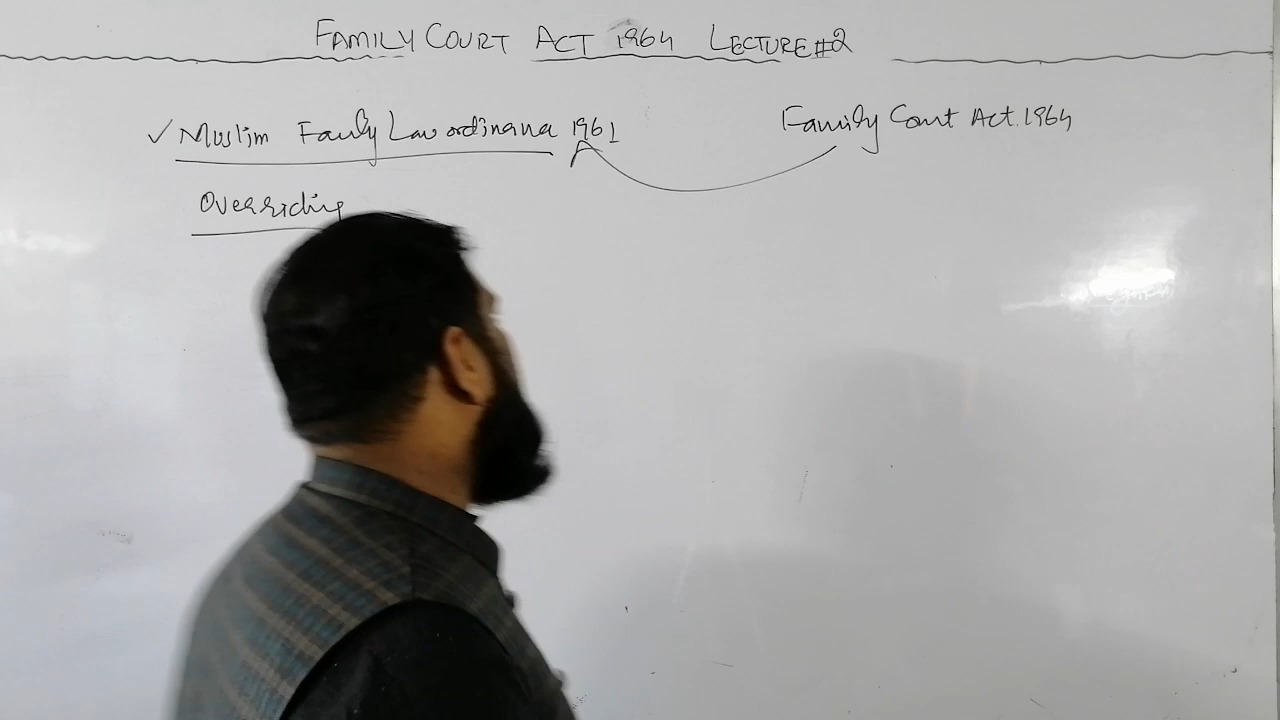 FAMILY COURT ACT 1964 LECTURE #2
✓ Muslim Family Law ordinance 1961
Family Court Act. 1964
Overriding